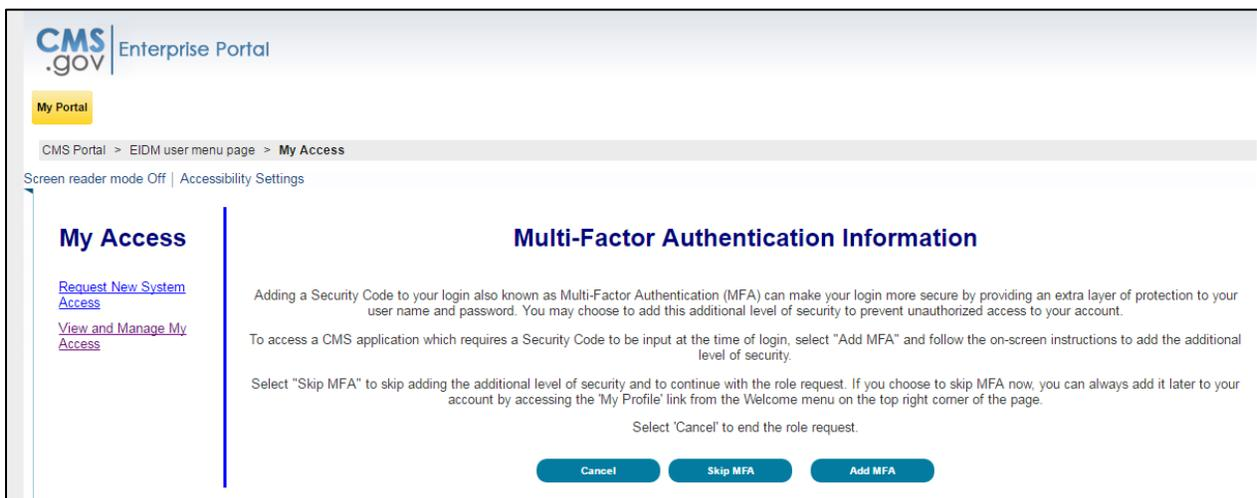 CMS
.gov
Enterprise Portal
My Portal
CMS Portal > EIDM user menu page > My Access
Screen reader mode Off | Accessibility Settings
My Access
Request New System
Access
View and Manage My
Access
Multi-Factor Authentication Information
Adding a Security Code to your login also known as Multi-Factor Authentication (MFA) can make your login more secure by providing an extra layer of protection to your
user name and password. You may choose to add this additional level of security to prevent unauthorized access to your account.
To access a CMS application which requires a Security Code to be input at the time of login, select "Add MFA" and follow the on-screen instructions to add the additional
level of security.
Select "Skip MFA" to skip adding the additional level of security and to continue with the role request. If you choose to skip MFA now, you can always add it later to your
account by accessing the 'My Profile' link from the Welcome menu on the top right corner of the page.
Select 'Cancel' to end the role request.
Cancel Skip MFA Add MFA